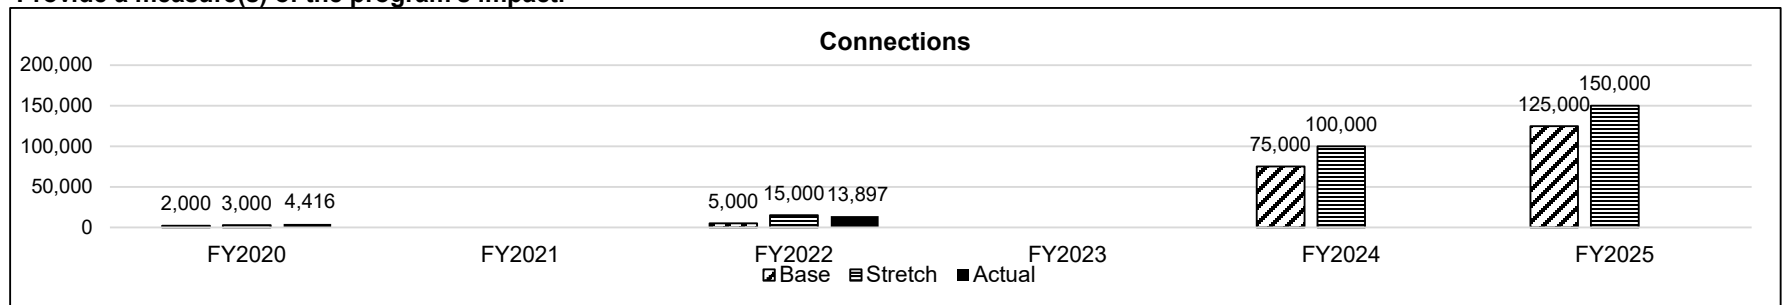 Provide a measure(s) of the program's impact.
Connections
200,000
150,000
100,000
50,000
0
2,000 3,000 4,416
5,000 15,000 13,897
75,000 100,000
125,000 150,000
FY2020 FY2021 FY2022 FY2023 FY2024 FY2025
Base Stretch Actual